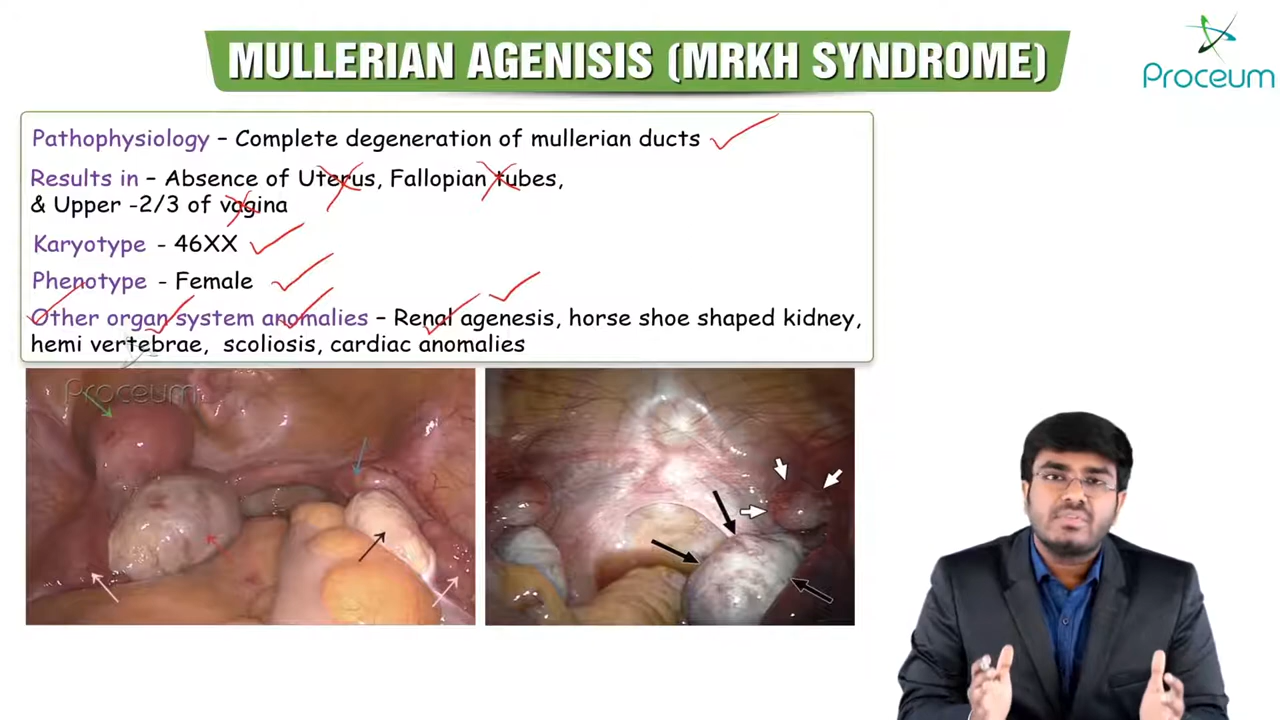 MULLERIAN AGENISIS (MRKH SYNDROME)
Proceum
Pathophysiology – Complete degeneration of mullerian ducts
Results in – Absence of Uterus, Fallopian tubes,
& Upper -2/3 of vagina
Karyotype - 46XX
Phenotype - Female
Other organ system anomalies – Renal agenesis, horse shoe shaped kidney,
hemi vertebrae, scoliosis, cardiac anomalies
Proceum